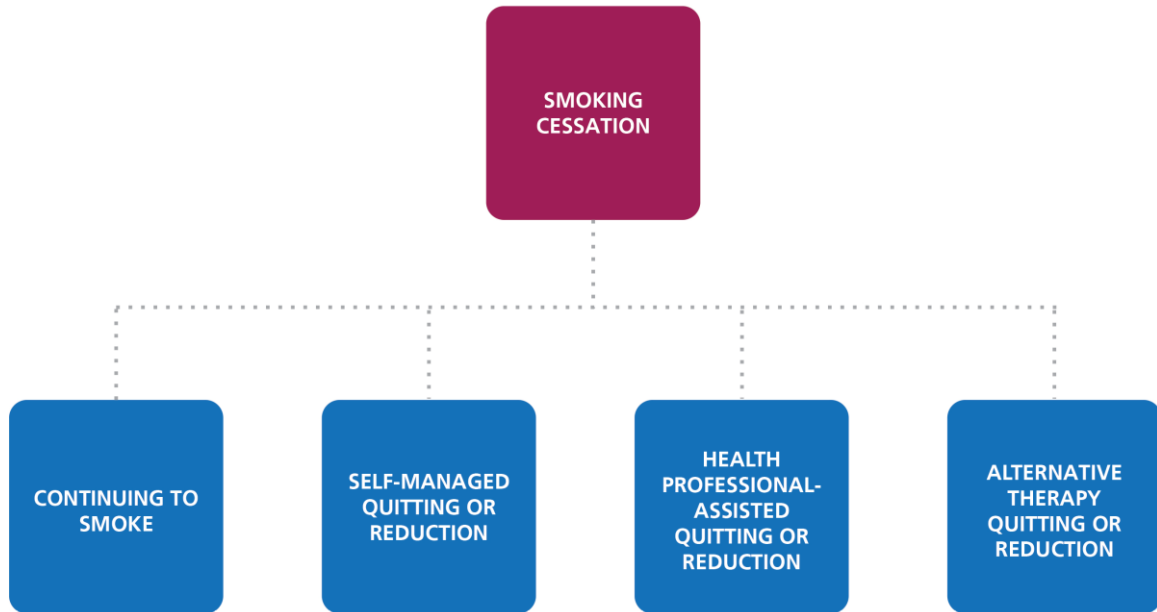 SMOKING
CESSATION
CONTINUING TO
SMOKE
SELF-MANAGED
QUITTING OR
REDUCTION
HEALTH
PROFESSIONAL-
ASSISTED
QUITTING OR
REDUCTION
ALTERNATIVE
THERAPY
QUITTING OR
REDUCTION